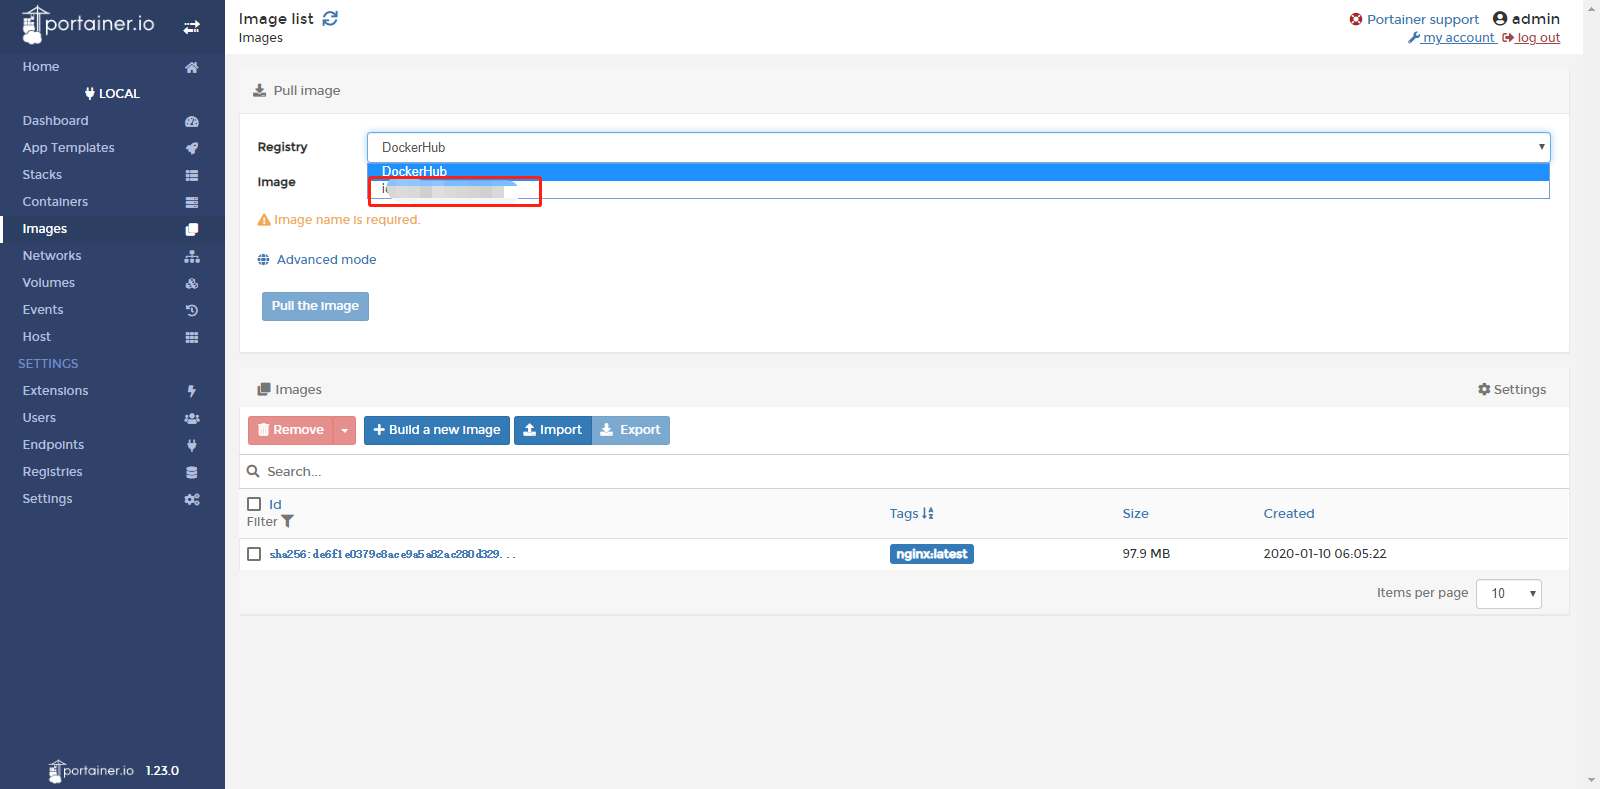 portainer.io
Home
LOCAL
Dashboard
App Templates
Stacks
Containers
Images
Networks
Volumes
Events
Host
SETTINGS
Extensions
Users
Endpoints
Registries
Settings
portainer.io 1.23.0
Image list
Images
Portainer support admin
my account log out
Pull image
Registry DockerHub
DockerHub
Image
Image name is required.
Advanced mode
Pull the image
Images Settings
Remove Build a new image Import Export
Search...
Id
Filter
Tags Size Created
sha256:de6f1e0379c8ace9a5a82ac280d329... nginx:latest 97.9 MB 2020-01-10 06:05:22
Items per page 10